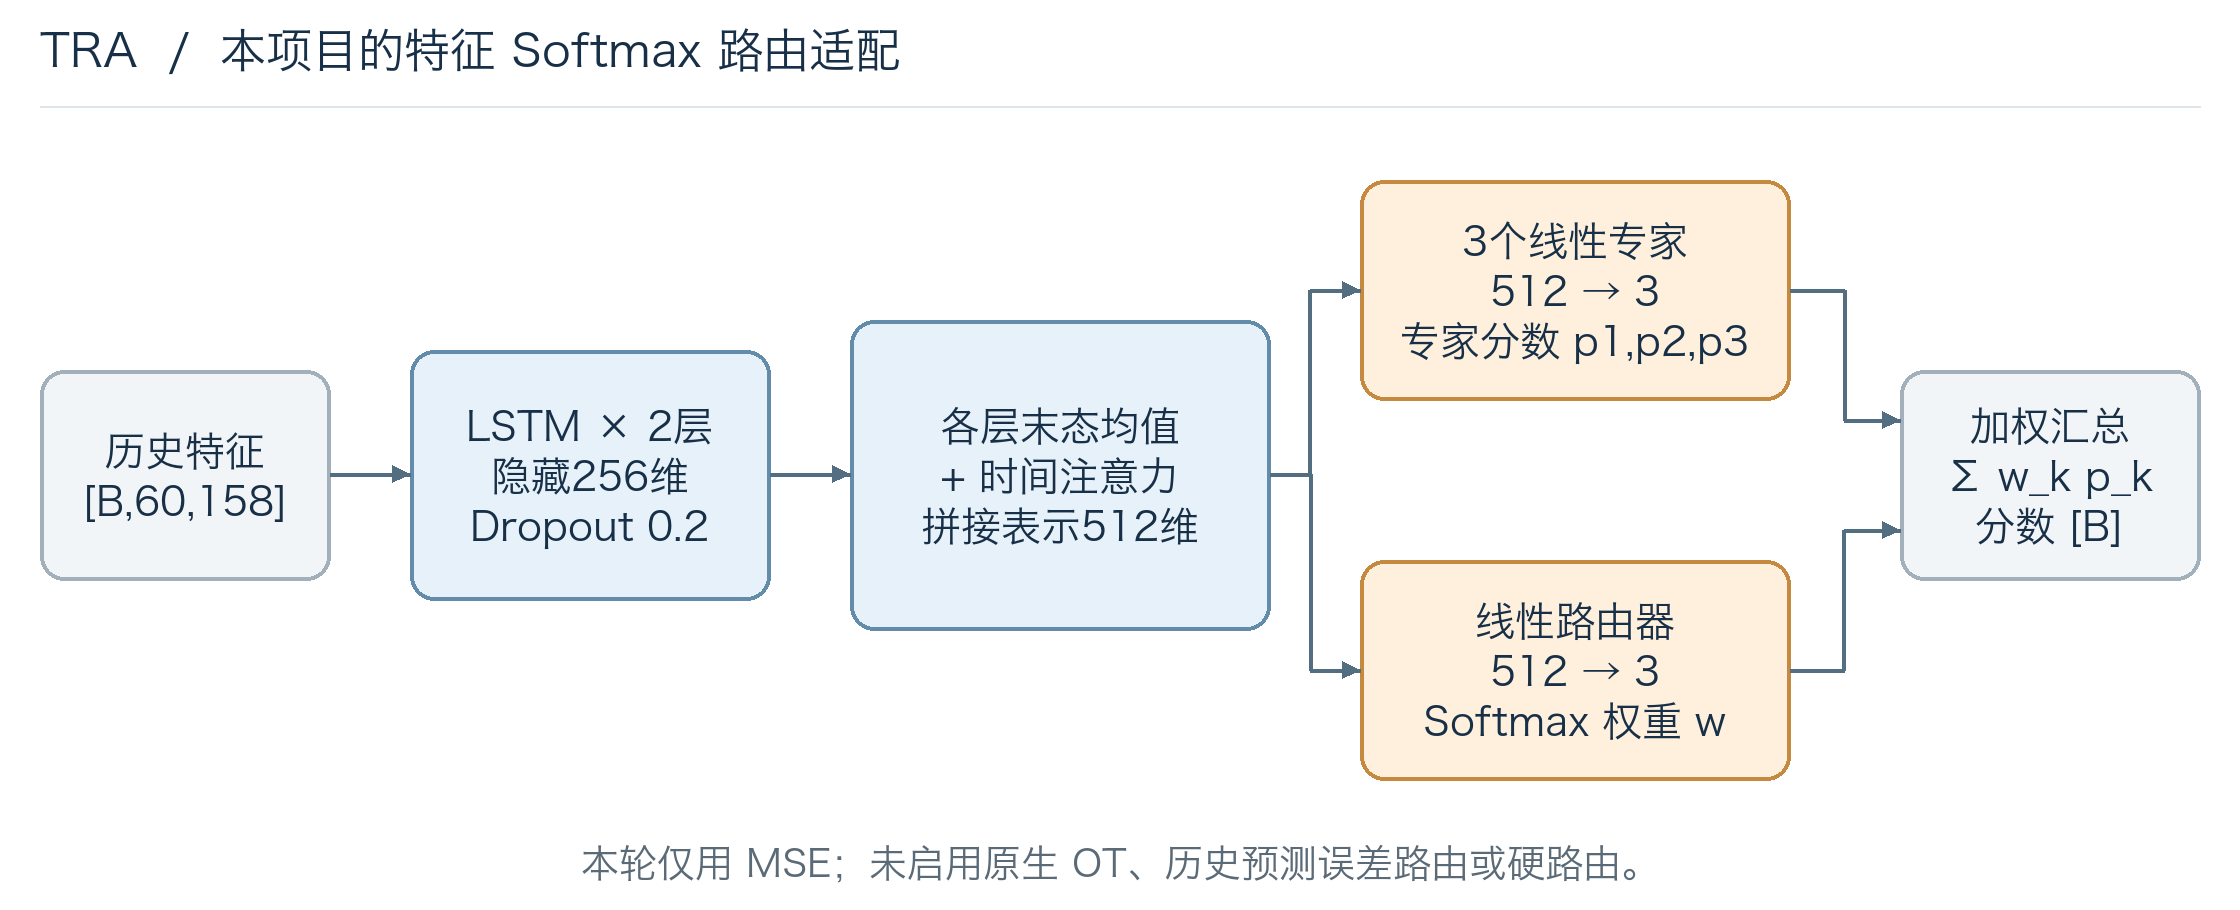 TRA / 本项目的特征 Softmax 路由适配
历史特征
[B,60,158]
LSTM × 2层
隐藏256维
Dropout 0.2
各层末态均值
+ 时间注意力
拼接表示512维
3个线性专家
512 → 3
专家分数 p1,p2,p3
线性路由器
512 → 3
Softmax 权重 w
加权汇总
Σ w_k p_k
分数 [B]
本轮仅用 MSE；未启用原生 OT、历史预测误差路由或硬路由。